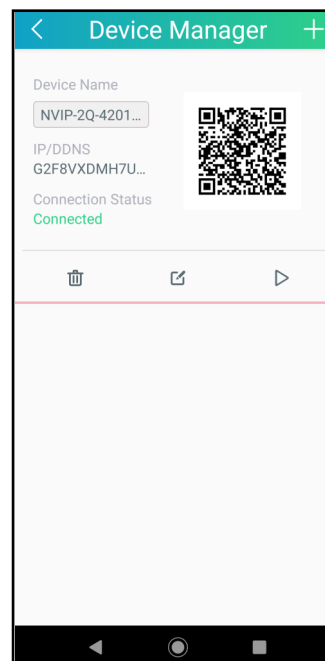 Device Manager
Device Name
NVIP-2Q-4201...
IP/DDNS
G2F8VXDMH7U...
Connection Status
Connected